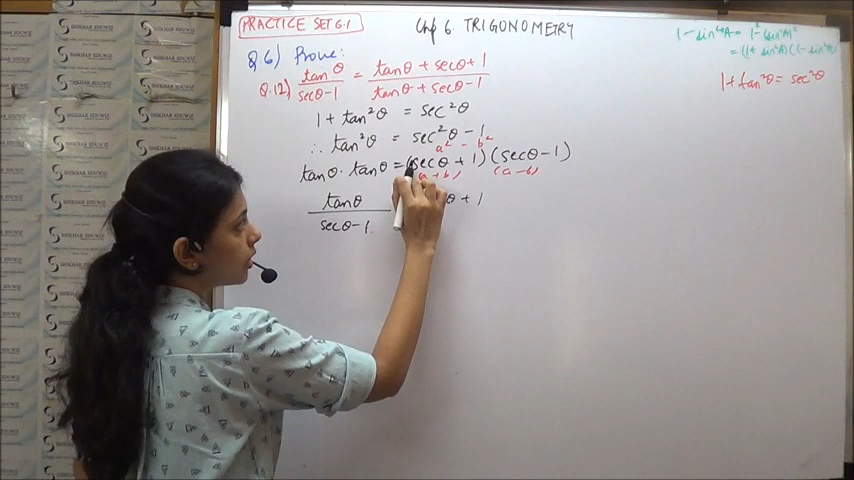 PRACTICE SET 6.1
Chp 6. TRIGONOMETRY
1 - sin⁴A = 1² - (sin²A)²
= (1 + sin²A) (1 - sin²A)
1 + tan²θ = sec²θ
Q 6) Prove:
Q.12) tanθ / secθ-1 = tanθ + secθ + 1 / tanθ + secθ - 1
1 + tan²θ = sec²θ
∴ tan²θ = sec²θ - 1
a² - b²
tanθ · tanθ = (secθ + 1) (secθ - 1)
(a + b) (a - b)
tanθ / secθ - 1 θ + 1